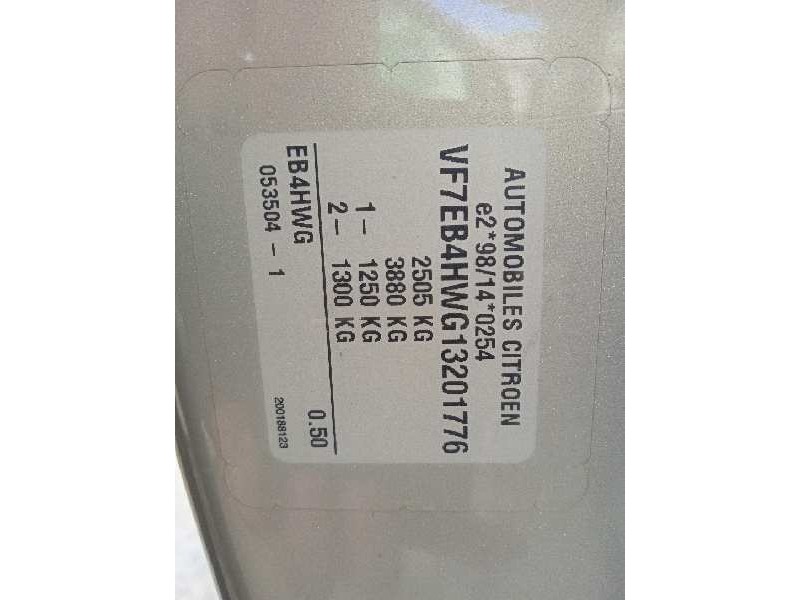 AUTOMOBILES CITROEN
e2*98/14*0254
VF7EB4HWG13201776
2505 KG
3880 KG
1– 1250 KG
2– 1300 KG
0.50
EB4HWG
053504 – 1
200188123